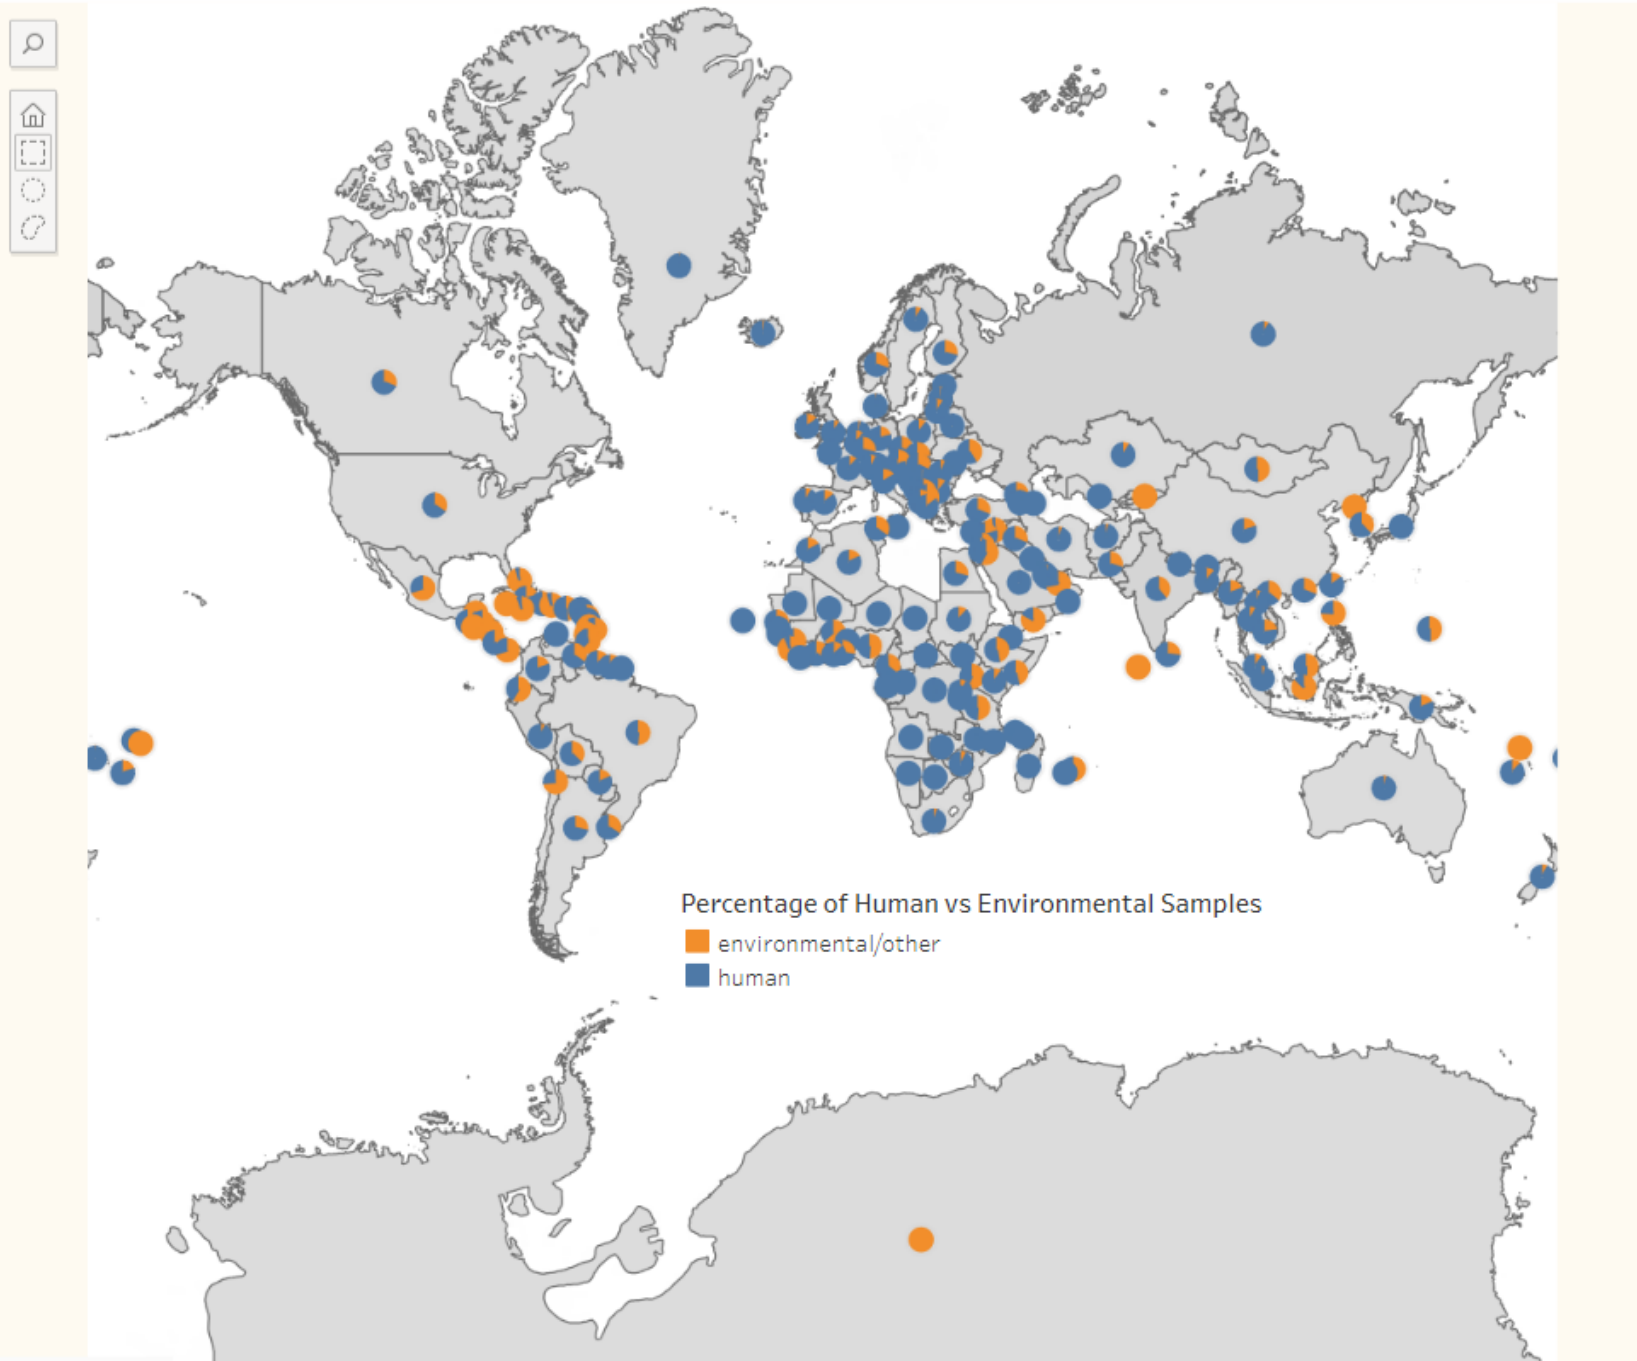 Percentage of Human vs Environmental Samples
environmental/other
human